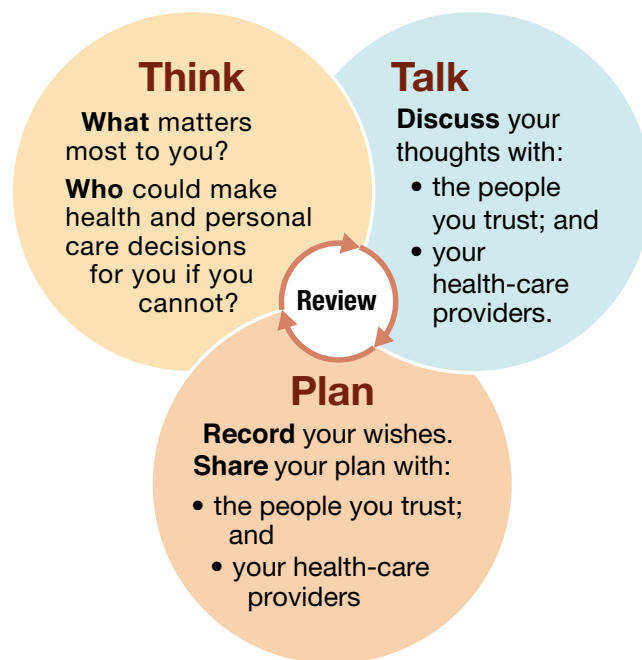 Think
What matters
most to you?
Who could make
health and personal
care decisions
for you if you
cannot?
Talk
Discuss your
thoughts with:
• the people
you trust; and
• your
health-care
providers.
Review
Plan
Record your wishes.
Share your plan with:
• the people you trust;
and
• your health-care
providers